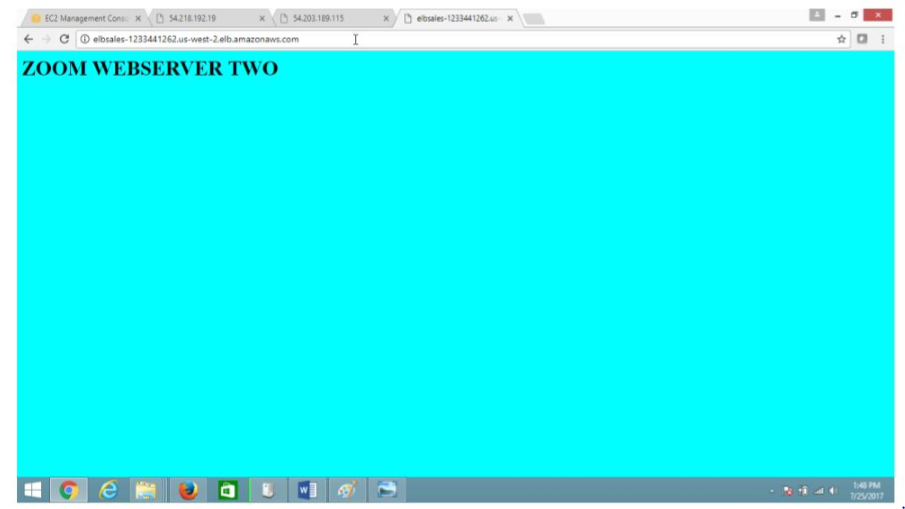 EC2 Management Cons
54.218.192.19
54.203.189.115
elbsales-1233441262.us-
elbsales-1233441262.us-west-2.elb.amazonaws.com
ZOOM WEBSERVER TWO
1:48 PM
7/25/2017